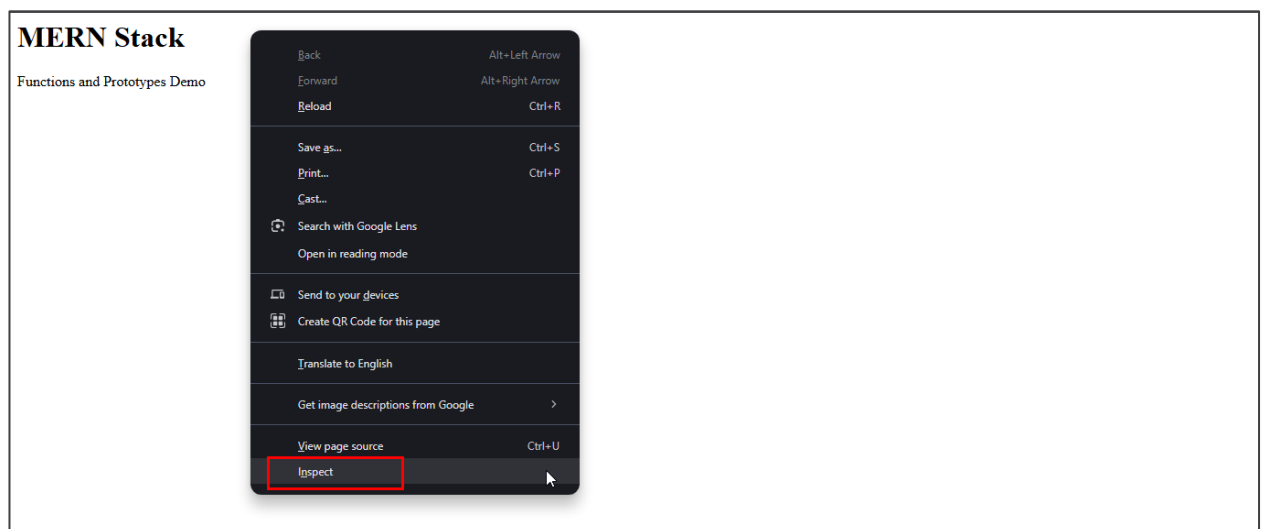 MERN Stack
Functions and Prototypes Demo
Back Alt+Left Arrow
Forward Alt+Right Arrow
Reload Ctrl+R
Save as... Ctrl+S
Print... Ctrl+P
Cast...
Search with Google Lens
Open in reading mode
Send to your devices
Create QR Code for this page
Translate to English
Get image descriptions from Google
View page source Ctrl+U
Inspect